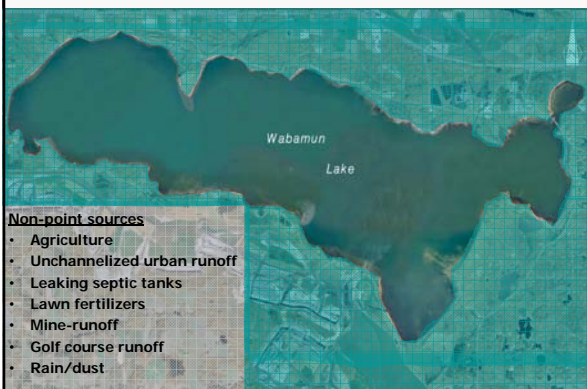 Wabamun
Lake
Non-point sources
• Agriculture
• Unchannelized urban runoff
• Leaking septic tanks
• Lawn fertilizers
• Mine-runoff
• Golf course runoff
• Rain/dust